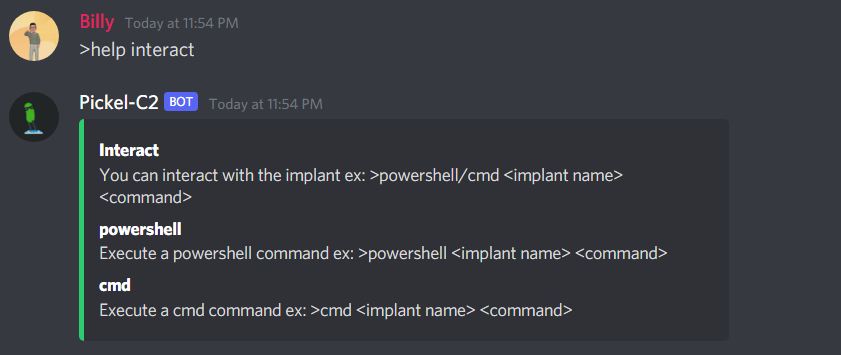 Billy Today at 11:54 PM
>help interact
Pickel-C2 BOT Today at 11:54 PM
Interact
You can interact with the implant ex: >powershell/cmd <implant name>
<command>
powershell
Execute a powershell command ex: >powershell <implant name> <command>
cmd
Execute a cmd command ex: >cmd <implant name> <command>